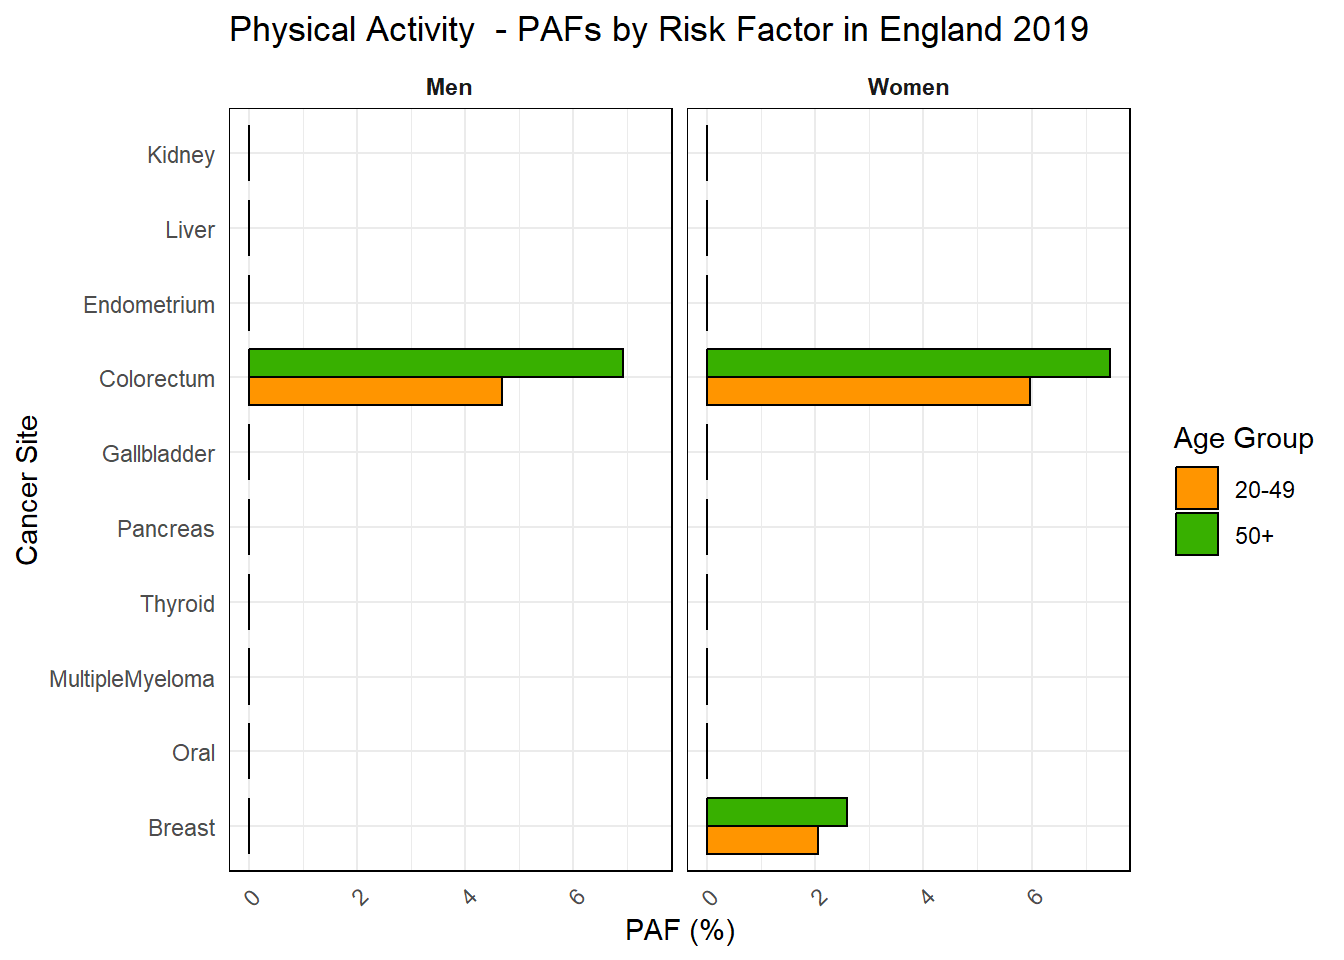 Physical Activity  - PAFs by Risk Factor in England 2019
Men
Women
Cancer Site
Kidney
Liver
Endometrium
Colorectum
Gallbladder
Pancreas
Thyroid
MultipleMyeloma
Oral
Breast
0 2 4 6
0 2 4 6
PAF (%)
Age Group
20-49
50+